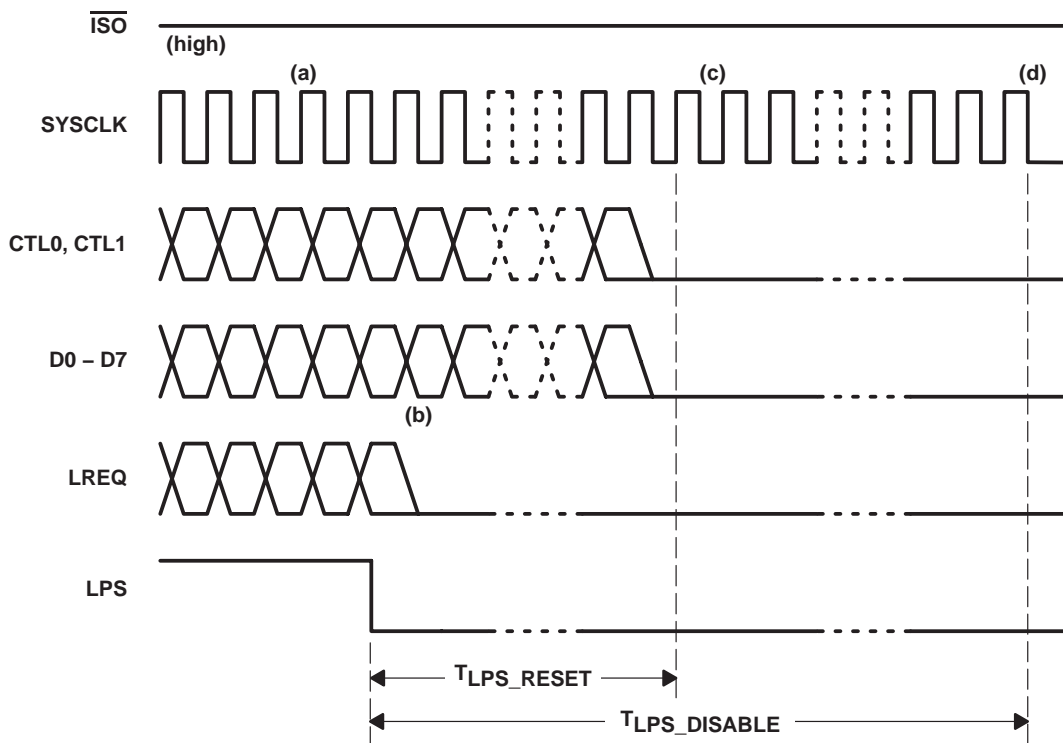 ISO
(high)
(a)
(c)
(d)
SYSCLK
CTL0, CTL1
D0 – D7
(b)
LREQ
LPS
TLPS_RESET
TLPS_DISABLE